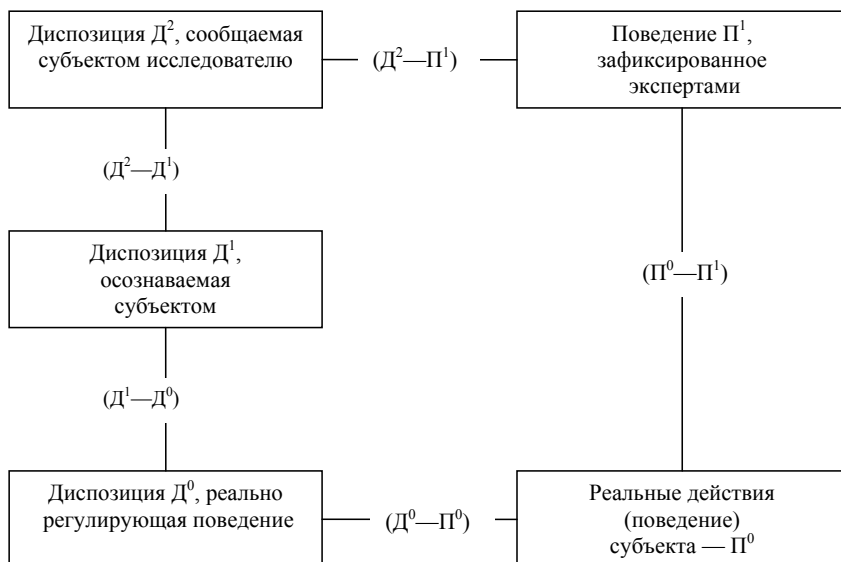 Диспозиция Д², сообщаемая
субъектом исследователю
(Д²—П¹)
Поведение П¹,
зафиксированное
экспертами
(Д²—Д¹)
Диспозиция Д¹,
осознаваемая
субъектом
(П⁰—П¹)
(Д¹—Д⁰)
Диспозиция Д⁰, реально
регулирующая поведение
(Д⁰—П⁰)
Реальные действия
(поведение)
субъекта — П⁰